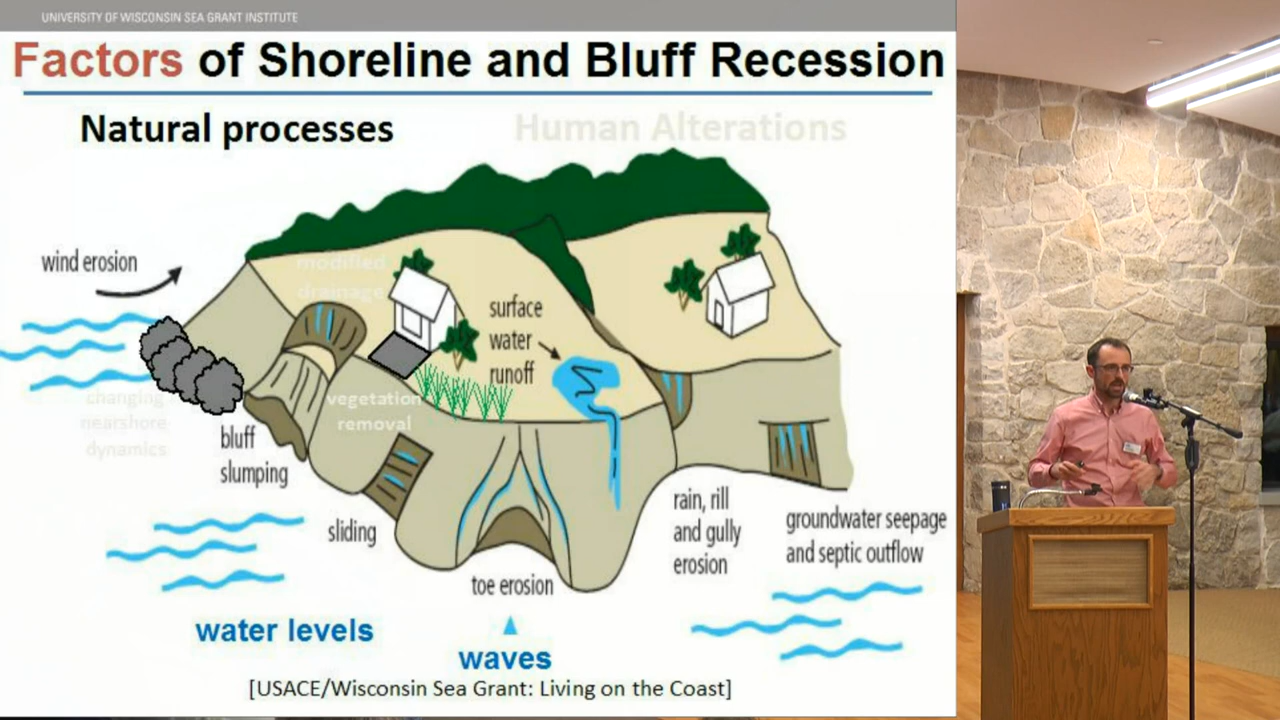 UNIVERSITY OF WISCONSIN SEA GRANT INSTITUTE
Factors of Shoreline and Bluff Recession
Natural processes
Human Alterations
wind erosion
modified
drainage
surface
water
runoff
changing
nearshore
dynamics
vegetation
removal
bluff
slumping
sliding
toe erosion
rain, rill
and gully
erosion
groundwater seepage
and septic outflow
water levels
waves
[USACE/Wisconsin Sea Grant: Living on the Coast]